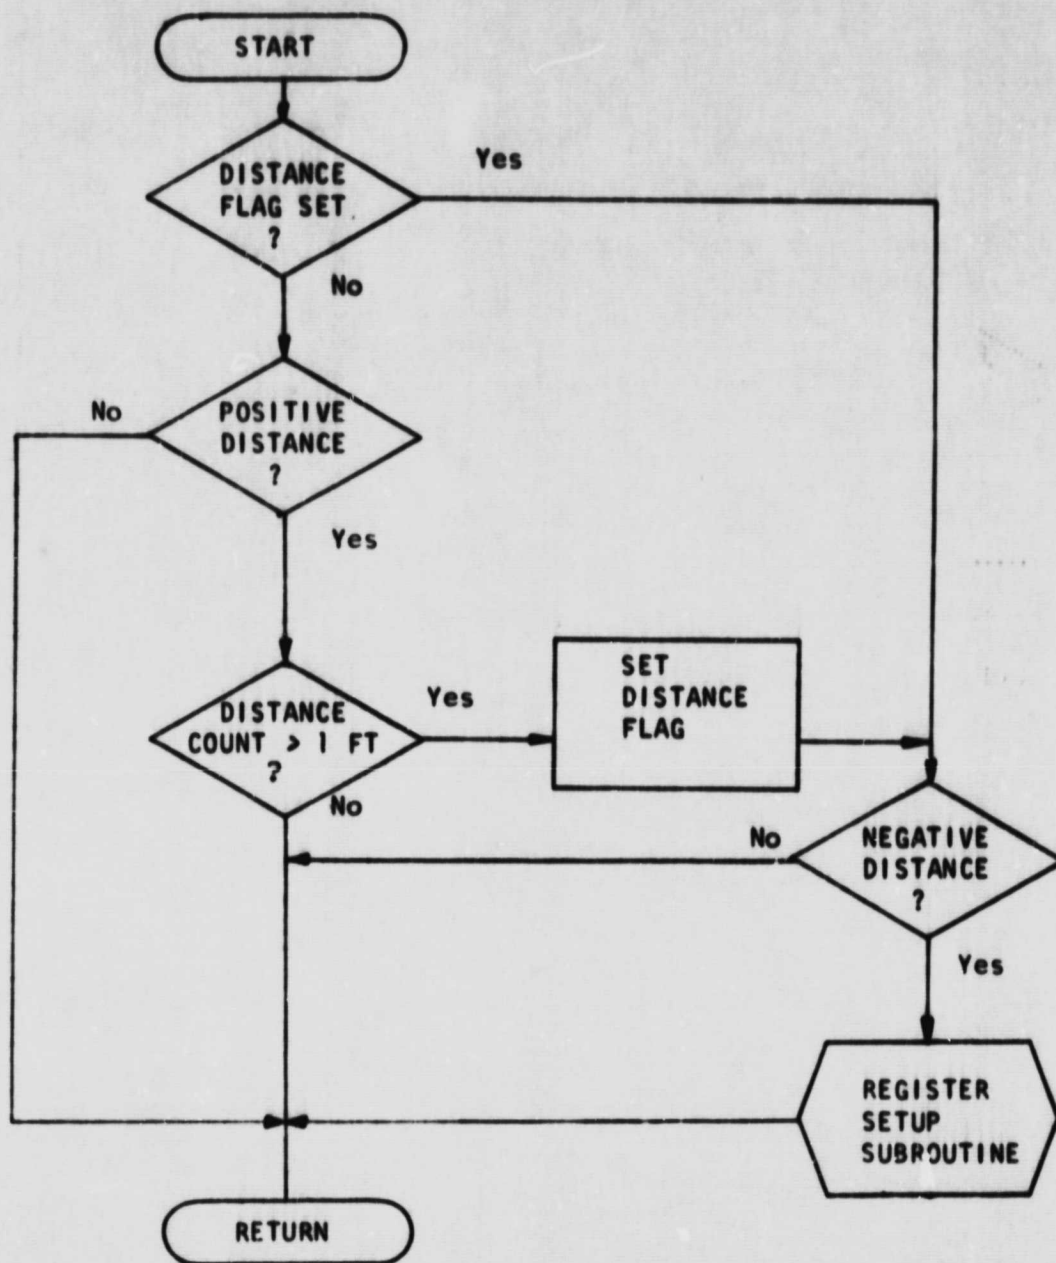 START
DISTANCE
FLAG SET
?
Yes
No
POSITIVE
DISTANCE
?
No
Yes
DISTANCE
COUNT > 1 FT
?
Yes
No
SET
DISTANCE
FLAG
NEGATIVE
DISTANCE
?
No
Yes
REGISTER
SETUP
SUBROUTINE
RETURN